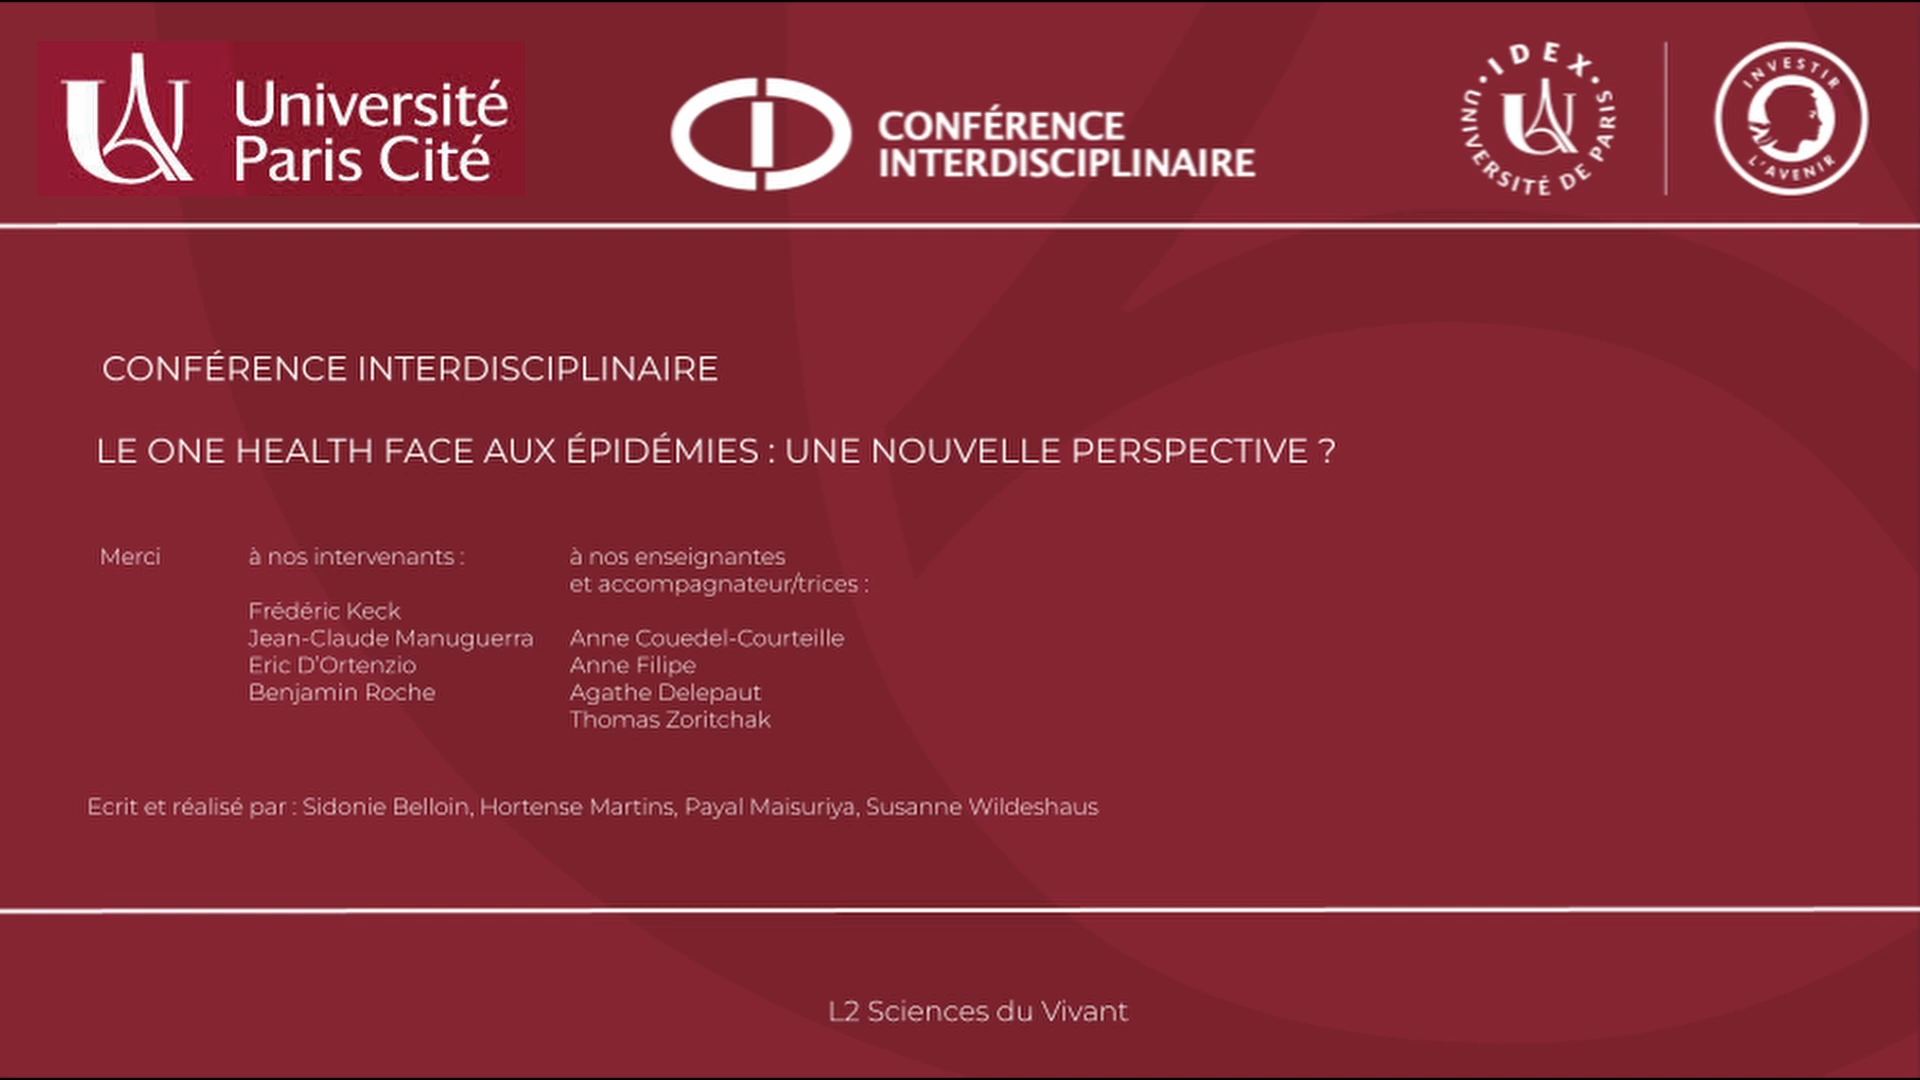 Université
Paris Cité
CONFÉRENCE
INTERDISCIPLINAIRE
·IDEX·
UNIVERSITÉ DE PARIS
INVESTIR
L'AVENIR
CONFÉRENCE INTERDISCIPLINAIRE
LE ONE HEALTH FACE AUX ÉPIDÉMIES : UNE NOUVELLE PERSPECTIVE ?
Merci
à nos intervenants :
Frédéric Keck
Jean-Claude Manuguerra
Eric D'Ortenzio
Benjamin Roche
à nos enseignantes
et accompagnateur/trices :
Anne Couedel-Courteille
Anne Filipe
Agathe Delepaut
Thomas Zoritchak
Ecrit et réalisé par : Sidonie Belloin, Hortense Martins, Payal Maisuriya, Susanne Wildeshaus
L2 Sciences du Vivant